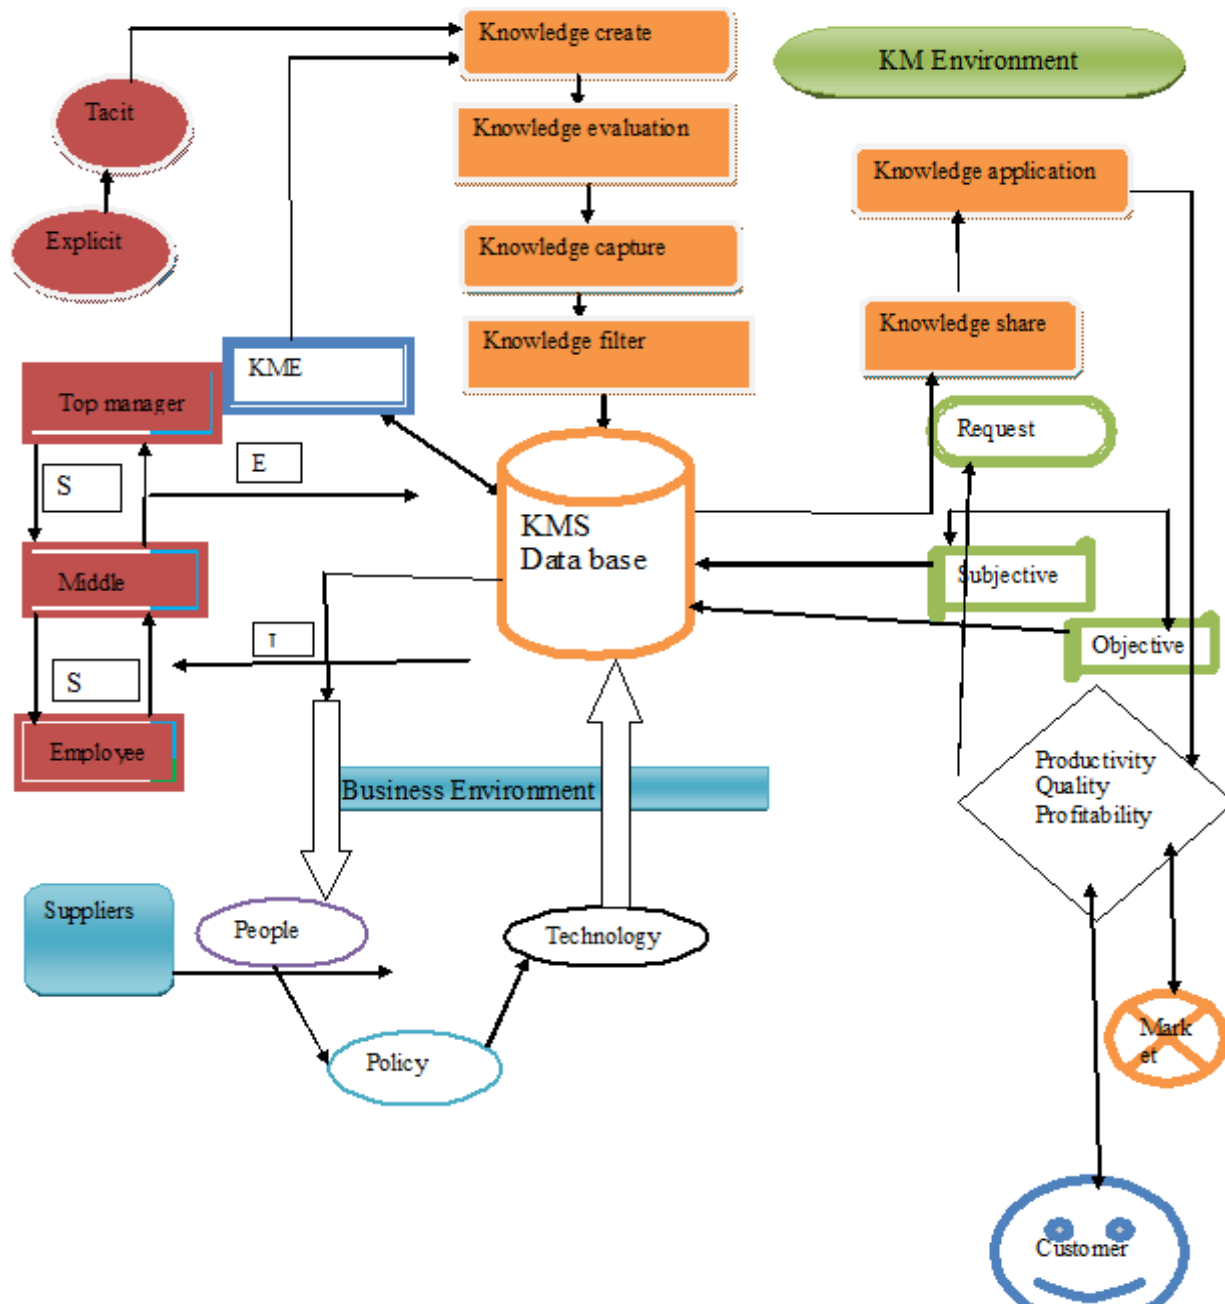 Knowledge create
KM Environment
Tacit
Knowledge evaluation
Knowledge application
Explicit
Knowledge capture
Knowledge share
Knowledge filter
KME
Top manager
Request
E
S
KMS
Data base
Middle
Subjective
S
Objective
Employee
Productivity
Quality
Profitability
Business Environment
Suppliers
People
Technology
Policy
Mark
et
Customer